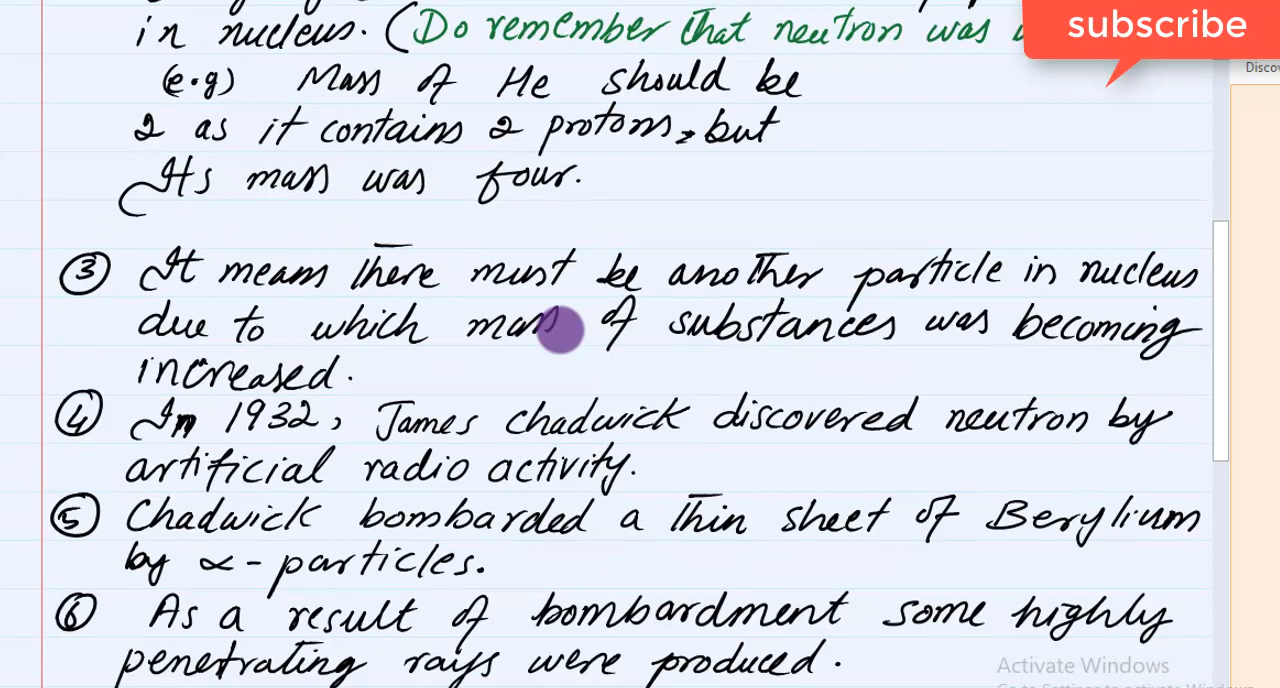 in nucleus. (Do remember that neutron was
subscribe
Disco
(e.g) Mass of He should be
2 as it contains 2 protons, but
Its mass was four.
③ It means there must be another particle in nucleus
due to which mass of substances was becoming
increased.
④ In 1932, James Chadwick discovered neutron by
artificial radio activity.
⑤ Chadwick bombarded a thin sheet of Berylium
by α-particles.
⑥ As a result of bombardment some highly
penetrating rays were produced.
Activate Windows